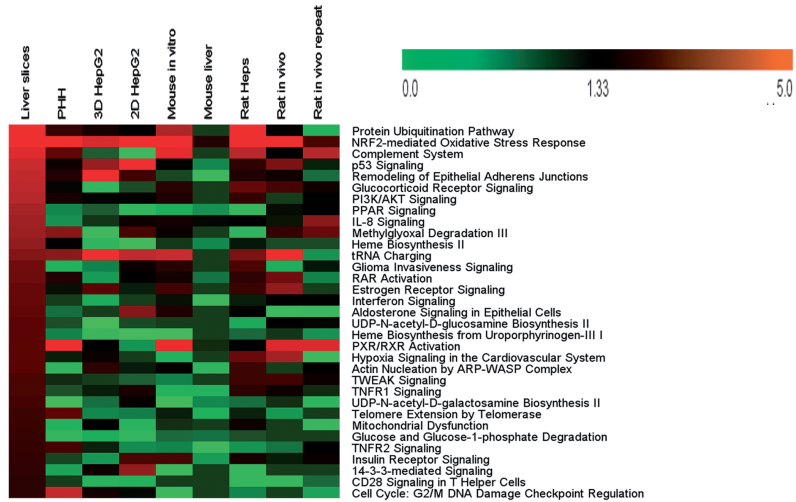 Liver slices
PHH
3D HepG2
2D HepG2
Mouse in vitro
Mouse liver
Rat Heps
Rat in vivo
Rat in vivo repeat
0.0
1.33
5.0
Protein Ubiquitination Pathway
NRF2-mediated Oxidative Stress Response
Complement System
p53 Signaling
Remodeling of Epithelial Adherens Junctions
Glucocorticoid Receptor Signaling
PI3K/AKT Signaling
PPAR Signaling
IL-8 Signaling
Methylglyoxal Degradation III
Heme Biosynthesis II
tRNA Charging
Glioma Invasiveness Signaling
RAR Activation
Estrogen Receptor Signaling
Interferon Signaling
Aldosterone Signaling in Epithelial Cells
UDP-N-acetyl-D-glucosamine Biosynthesis II
Heme Biosynthesis from Uroporphyrinogen-III I
PXR/RXR Activation
Hypoxia Signaling in the Cardiovascular System
Actin Nucleation by ARP-WASP Complex
TWEAK Signaling
TNFR1 Signaling
UDP-N-acetyl-D-galactosamine Biosynthesis II
Telomere Extension by Telomerase
Mitochondrial Dysfunction
Glucose and Glucose-1-phosphate Degradation
TNFR2 Signaling
Insulin Receptor Signaling
14-3-3-mediated Signaling
CD28 Signaling in T Helper Cells
Cell Cycle: G2/M DNA Damage Checkpoint Regulation